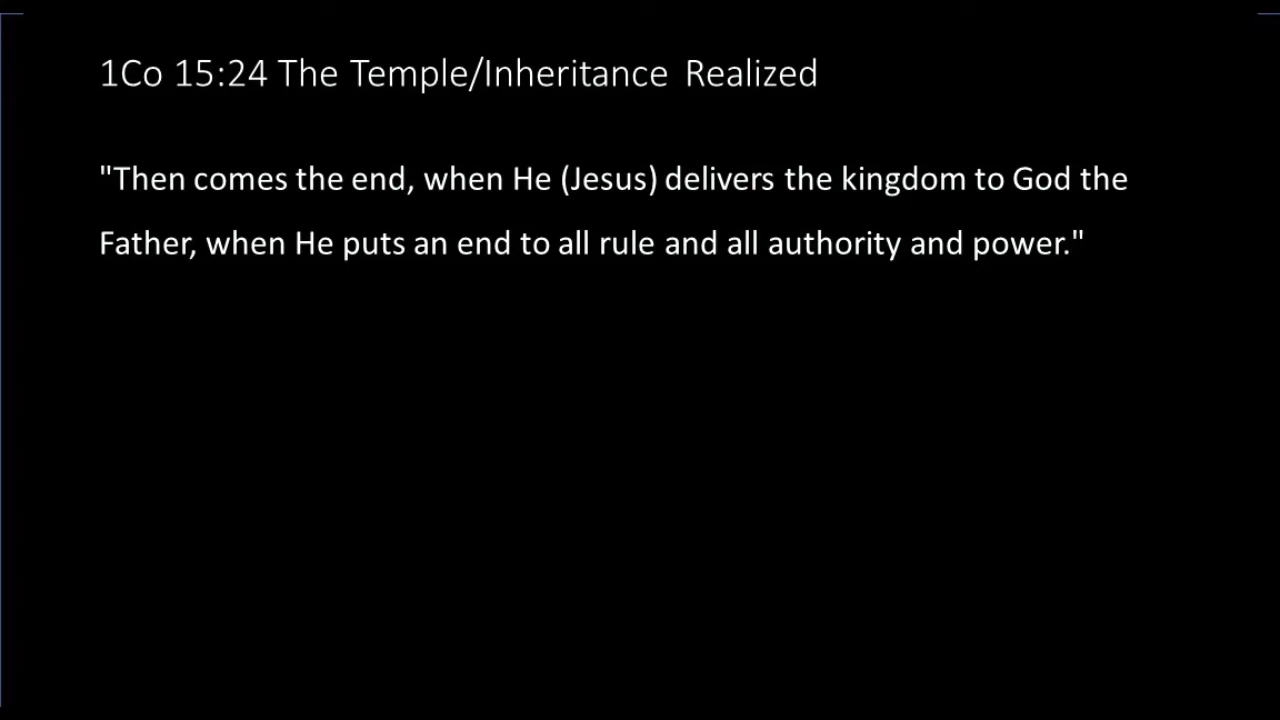 1Co 15:24 The Temple/Inheritance Realized
"Then comes the end, when He (Jesus) delivers the kingdom to God the
Father, when He puts an end to all rule and all authority and power."